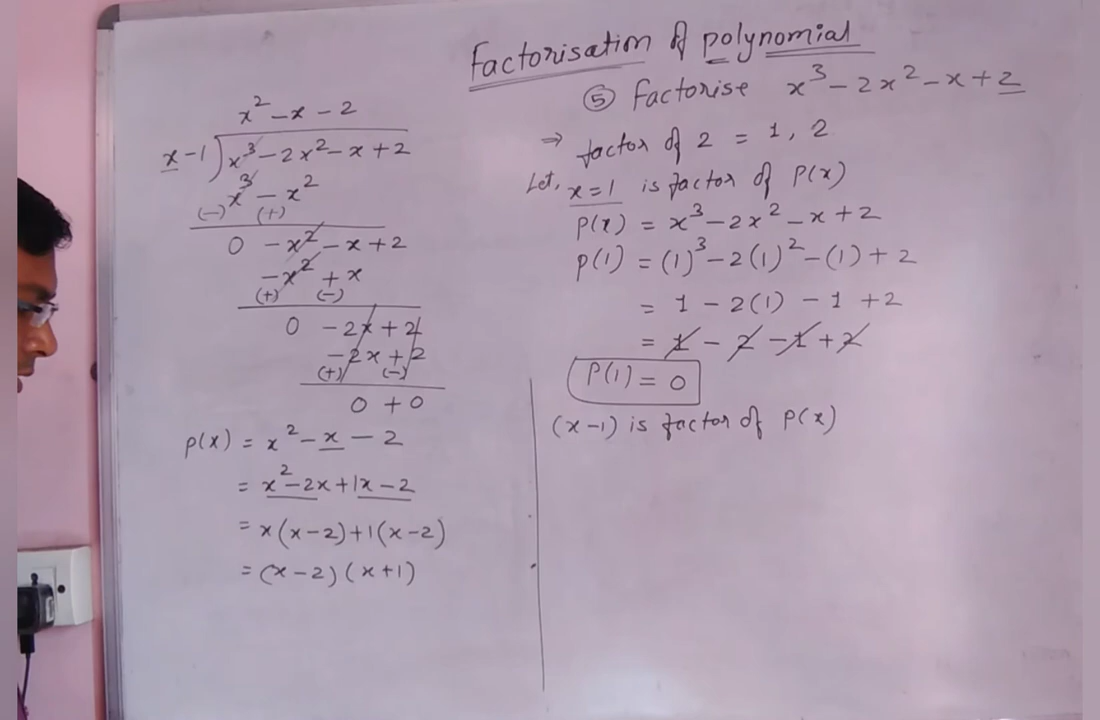 Factorisation of polynomial
⑤ Factorise x³ – 2x² – x + 2
⇒ factor of 2 = 1, 2
Let, x = 1 is factor of P(x)
P(x) = x³ – 2x² – x + 2
P(1) = (1)³ – 2(1)² – (1) + 2
= 1 – 2(1) – 1 + 2
= 1 – 2 – 1 + 2
P(1) = 0
(x – 1) is factor of P(x)
x² – x – 2
x – 1 ) x³ – 2x² – x + 2
x³ – x²
(–) (+)
0 – x² – x + 2
– x² + x
(+) (–)
0 – 2x + 2
– 2x + 2
(+) (–)
0 + 0
p(x) = x² – x – 2
= x² – 2x + 1x – 2
= x(x – 2) + 1(x – 2)
= (x – 2) (x + 1)